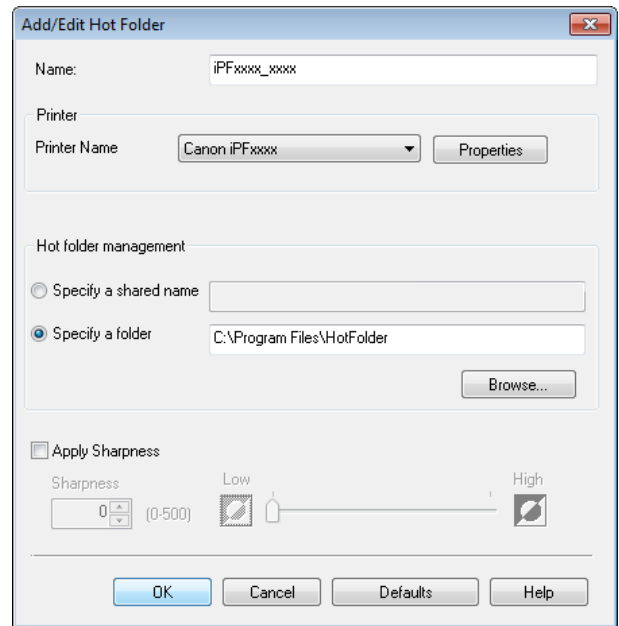 Add/Edit Hot Folder
Name: iPFxxxx_xxxx
Printer
Printer Name Canon iPFxxxx Properties
Hot folder management
Specify a shared name
Specify a folder C:\Program Files\HotFolder
Browse...
Apply Sharpness
Sharpness Low High
0 (0-500)
OK Cancel Defaults Help